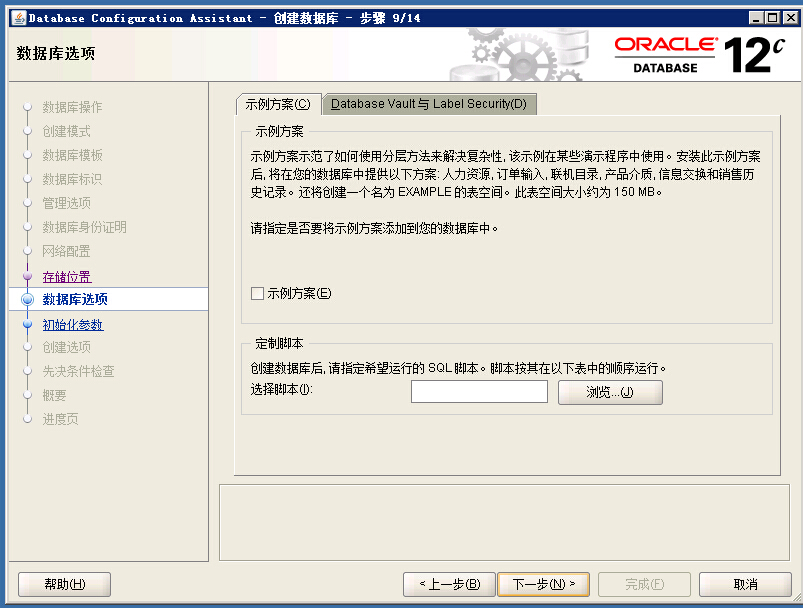 Database Configuration Assistant - 创建数据库 - 步骤 9/14
数据库选项
ORACLE®
DATABASE
12c
数据库操作
创建模式
数据库模板
数据库标识
管理选项
数据库身份证明
网络配置
存储位置
数据库选项
初始化参数
创建选项
先决条件检查
概要
进度页
示例方案(C)
Database Vault 与 Label Security(D)
示例方案
示例方案示范了如何使用分层方法来解决复杂性, 该示例在某些演示程序中使用。安装此示例方案
后, 将在您的数据库中提供以下方案: 人力资源, 订单输入, 联机目录, 产品介质, 信息交换和销售历
史记录。还将创建一个名为 EXAMPLE 的表空间。此表空间大小约为 150 MB。
请指定是否要将示例方案添加到您的数据库中。
示例方案(E)
定制脚本
创建数据库后, 请指定希望运行的 SQL 脚本。脚本按其在以下表中的顺序运行。
选择脚本(I):
浏览...(J)
帮助(H)
< 上一步(B)
下一步(N) >
完成(F)
取消